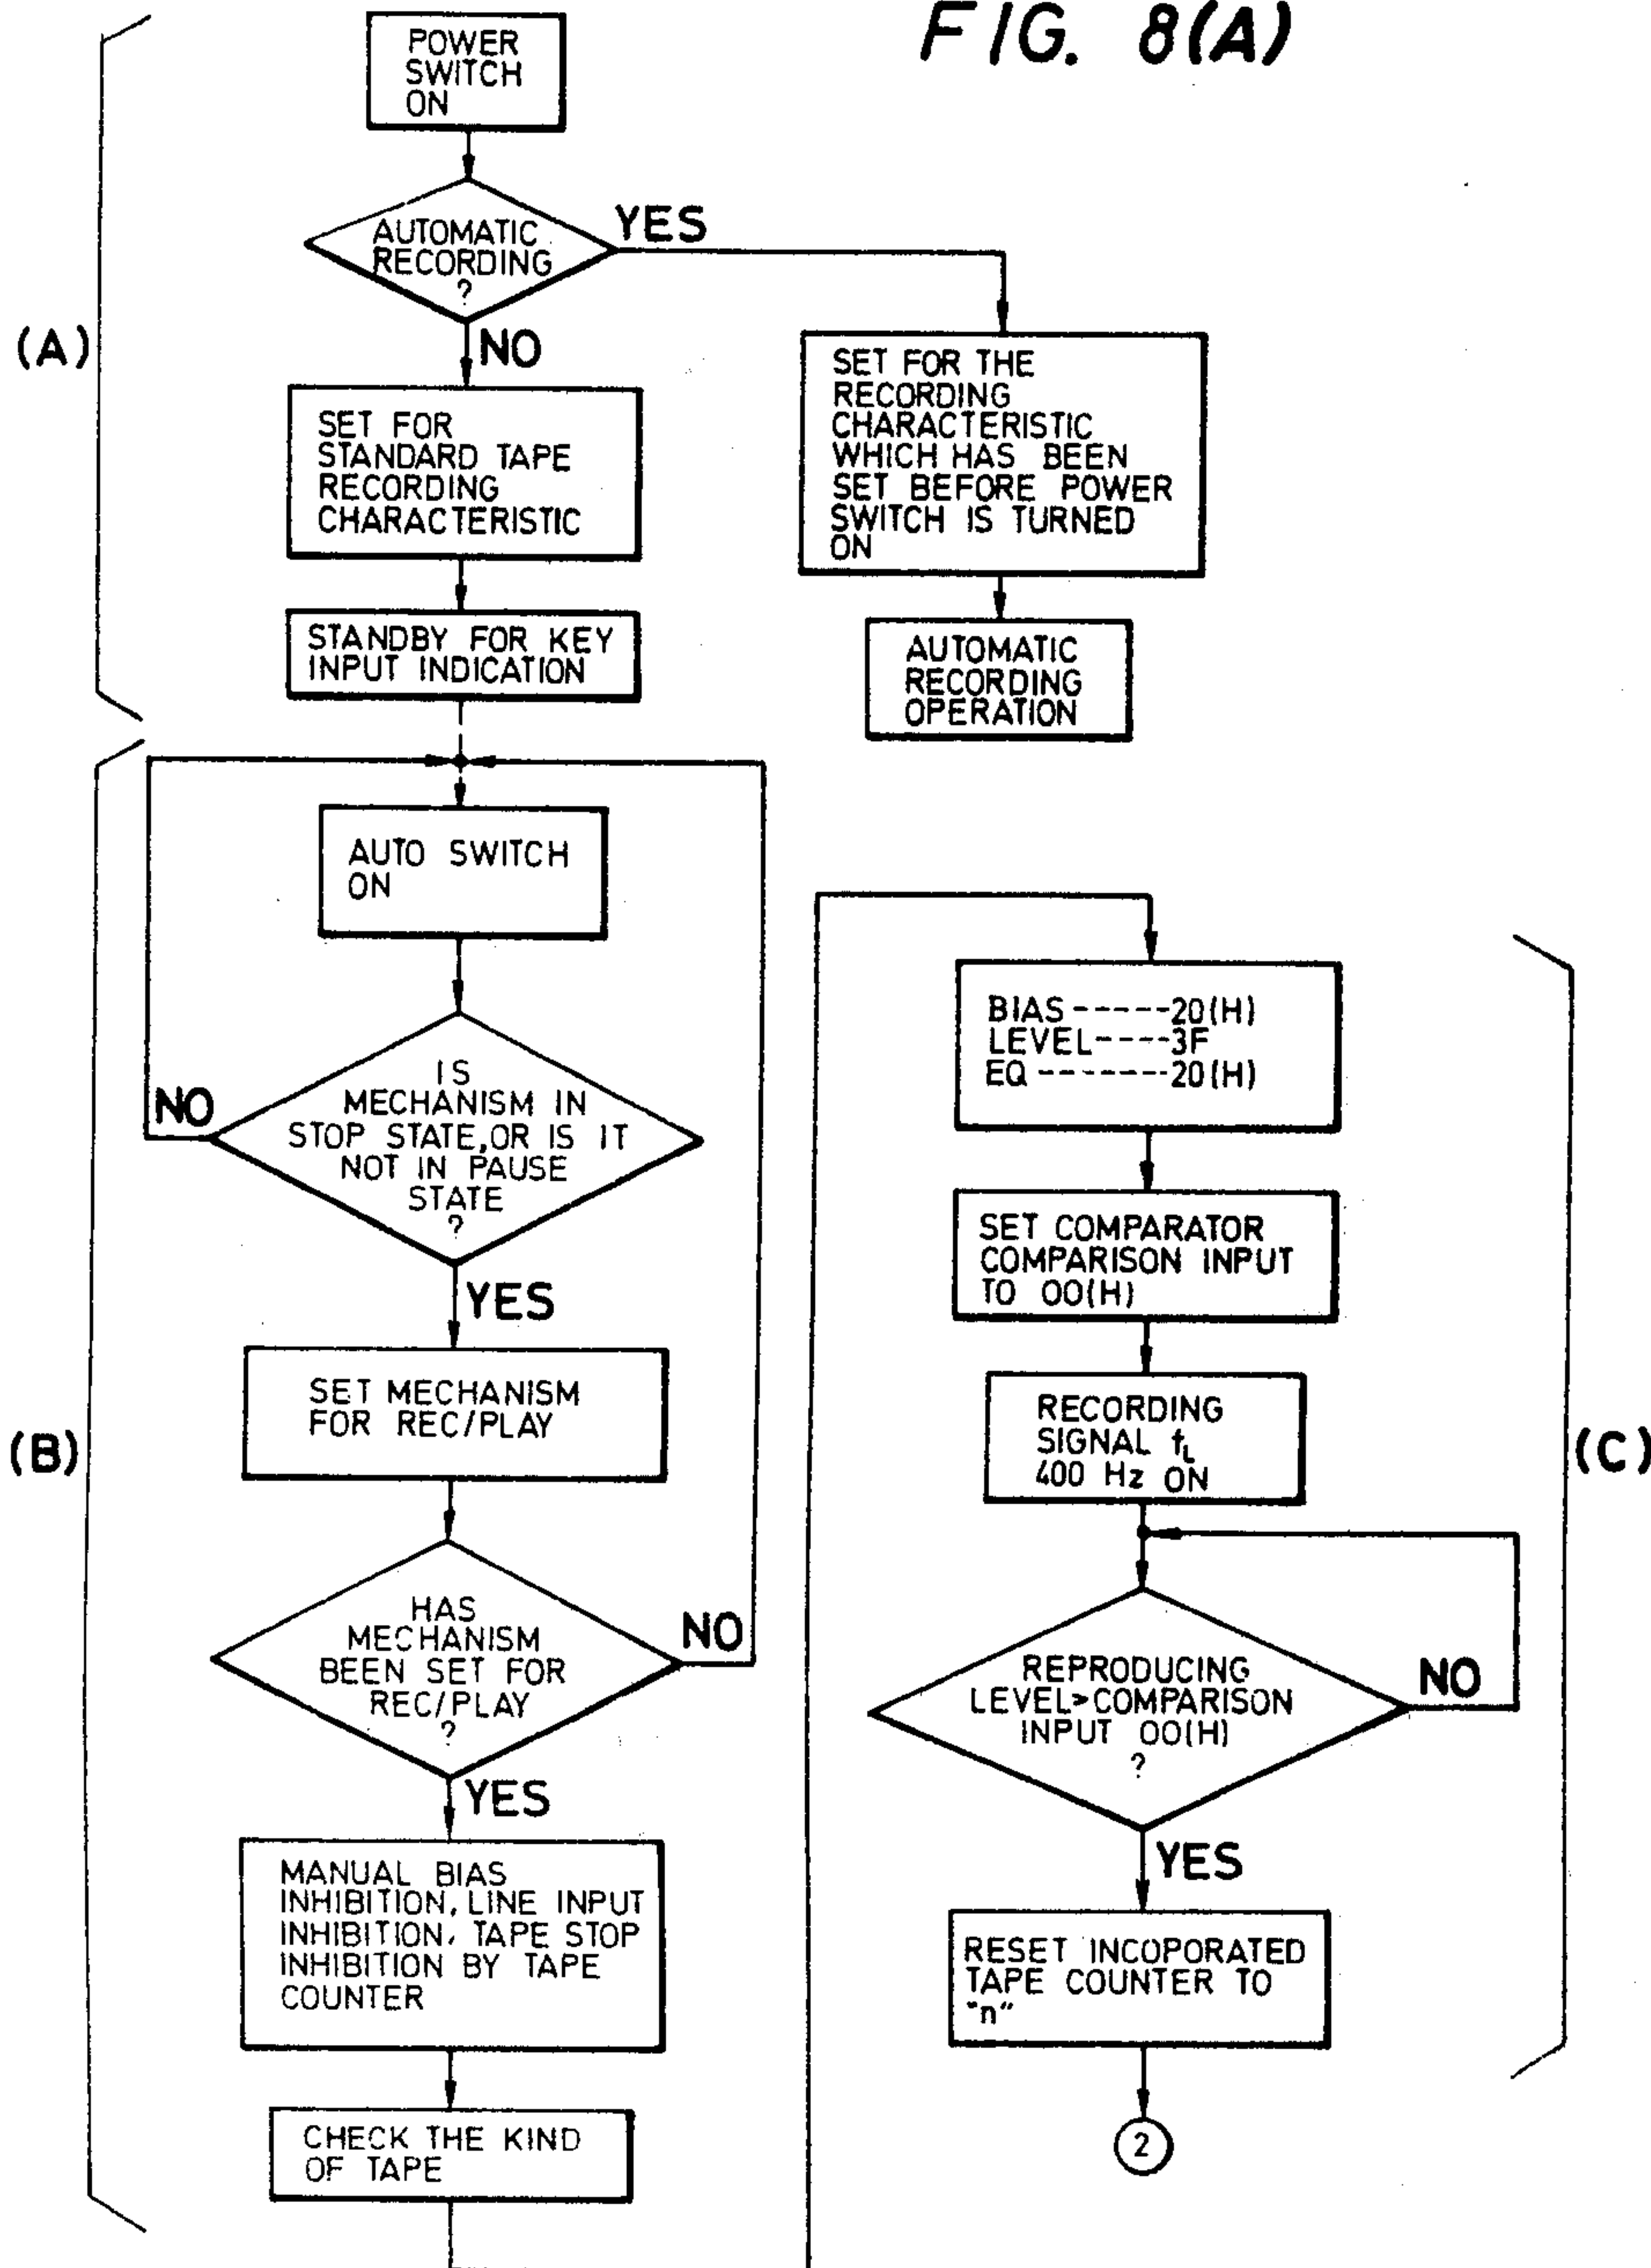 FIG. 8(A)
(A)
POWER
SWITCH
ON
AUTOMATIC
RECORDING
?
YES
NO
SET FOR THE
RECORDING
CHARACTERISTIC
WHICH HAS BEEN
SET BEFORE POWER
SWITCH IS TURNED
ON
AUTOMATIC
RECORDING
OPERATION
SET FOR
STANDARD TAPE
RECORDING
CHARACTERISTIC
STANDBY FOR KEY
INPUT INDICATION
(B)
AUTO SWITCH
ON
IS
MECHANISM IN
STOP STATE, OR IS IT
NOT IN PAUSE
STATE
?
NO
YES
SET MECHANISM
FOR REC/PLAY
HAS
MECHANISM
BEEN SET FOR
REC/PLAY
?
NO
YES
MANUAL BIAS
INHIBITION, LINE INPUT
INHIBITION, TAPE STOP
INHIBITION BY TAPE
COUNTER
CHECK THE KIND
OF TAPE
(C)
BIAS-----20(H)
LEVEL----3F
EQ-------20(H)
SET COMPARATOR
COMPARISON INPUT
TO 00(H)
RECORDING
SIGNAL fL
400 Hz ON
REPRODUCING
LEVEL>COMPARISON
INPUT 00(H)
?
NO
YES
RESET INCOPORATED
TAPE COUNTER TO
"n"
2